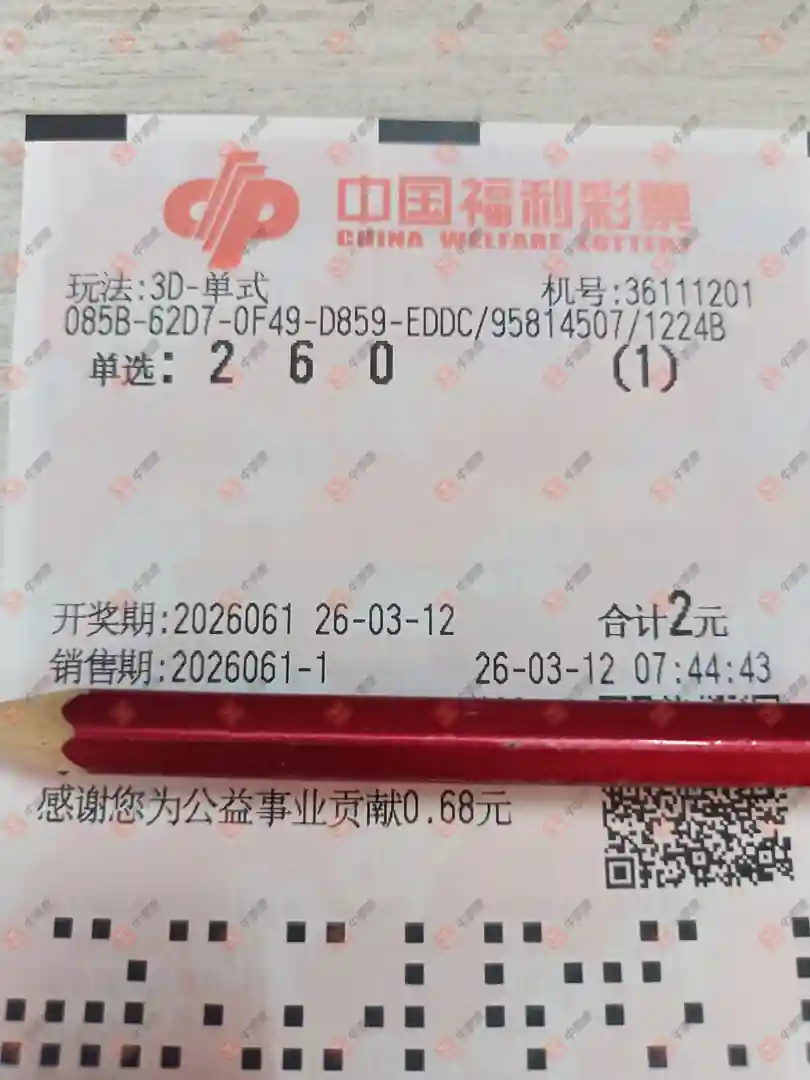 中国福利彩票
CHINA WELFARE LOTTERY
玩法:3D-单式 机号:36111201
085B-62D7-0F49-D859-EDDC/95814507/1224B
单选: 2 6 0 (1)
开奖期:2026061 26-03-12 合计2元
销售期:2026061-1 26-03-12 07:44:43
感谢您为公益事业贡献0.68元